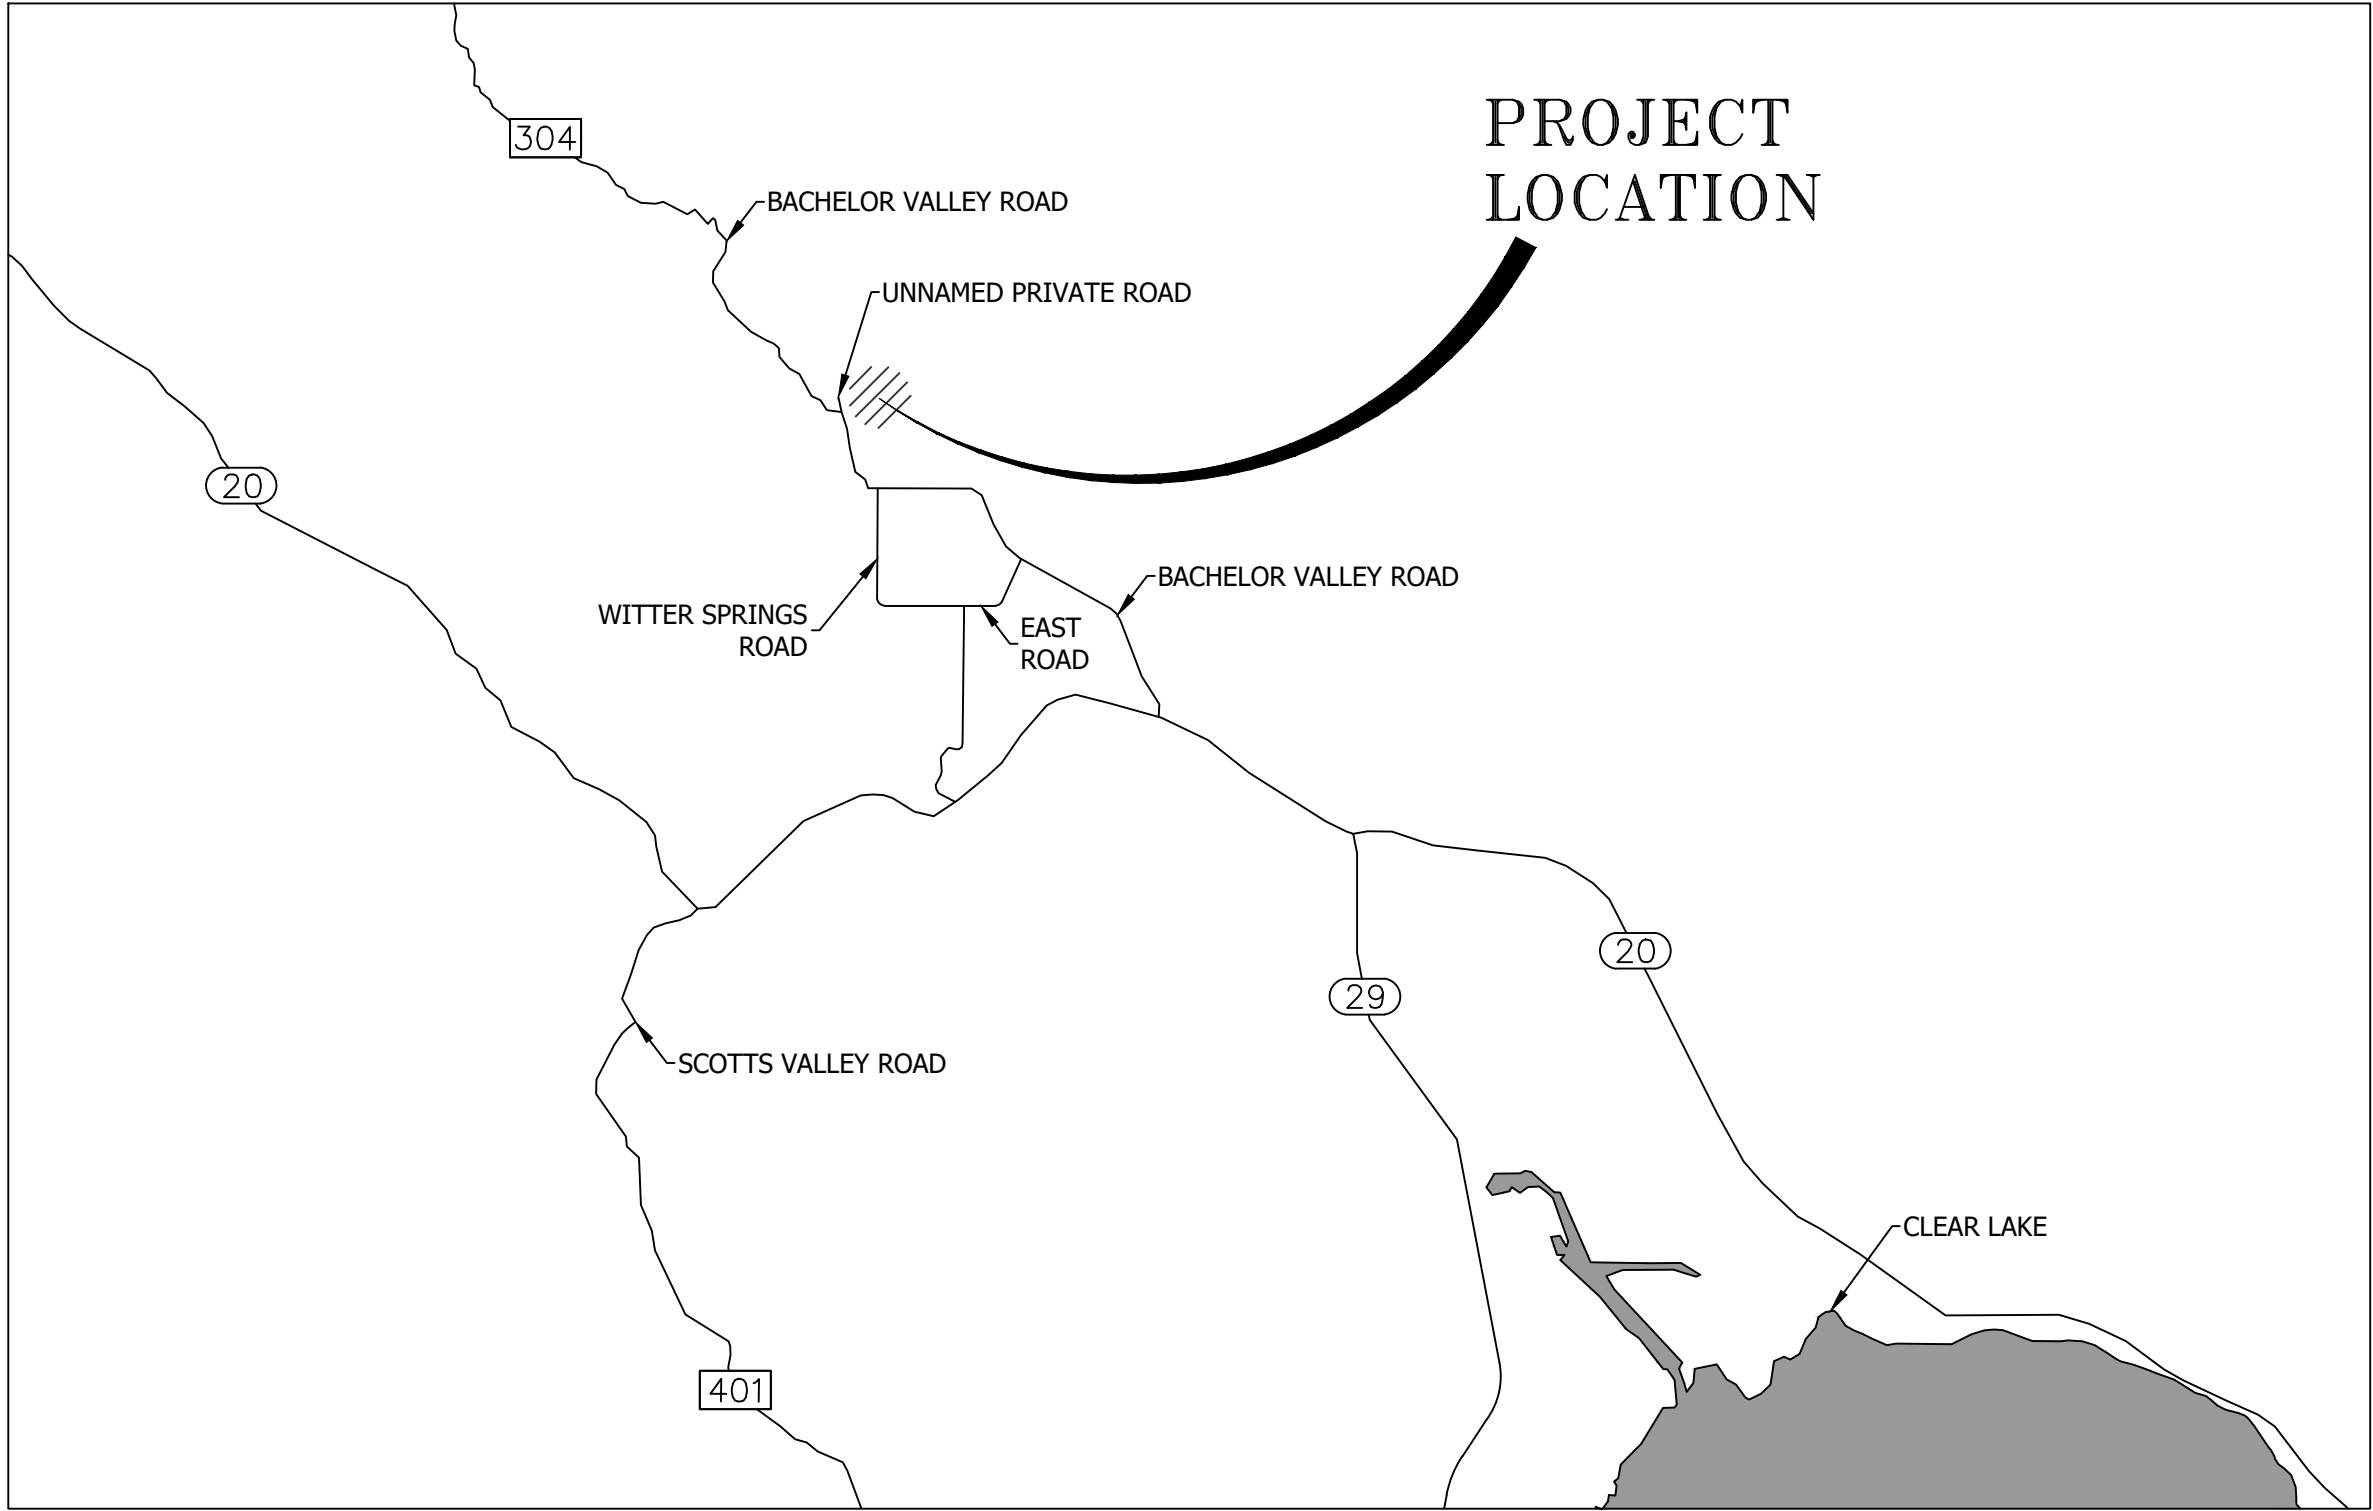 PROJECT
LOCATION
304
BACHELOR VALLEY ROAD
UNNAMED PRIVATE ROAD
20
BACHELOR VALLEY ROAD
WITTER SPRINGS
ROAD
EAST
ROAD
20
29
SCOTTS VALLEY ROAD
CLEAR LAKE
401